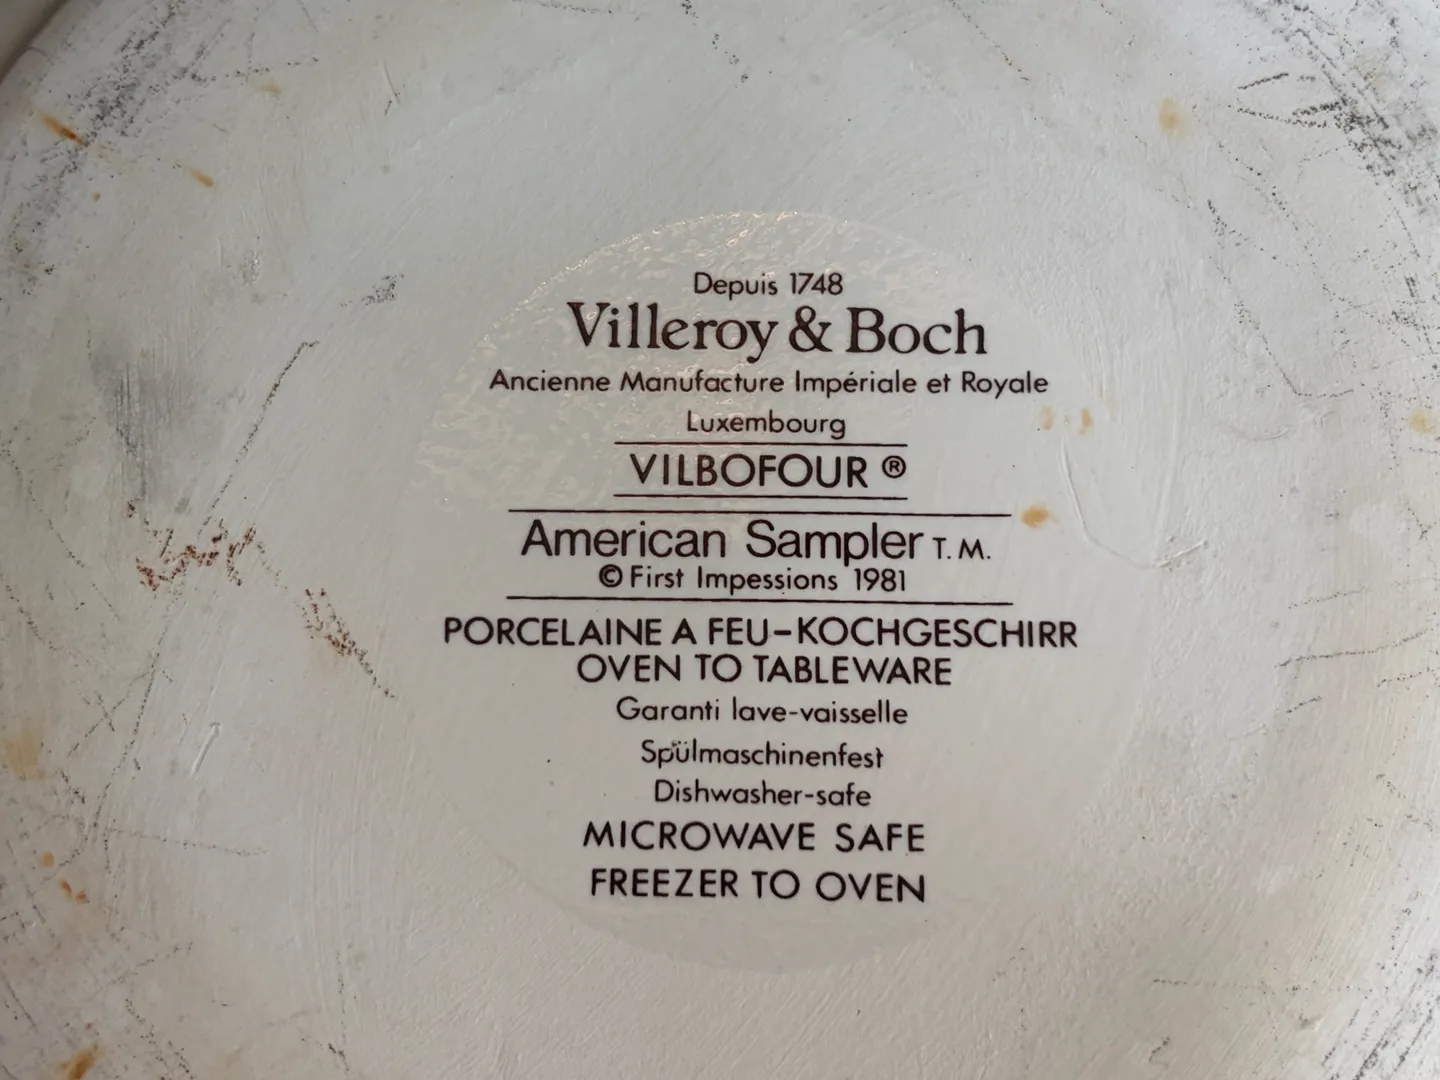 Depuis 1748
Villeroy & Boch
Ancienne Manufacture Impériale et Royale
Luxembourg
VILBOFOUR ®
American Sampler T.M.
© First Impessions 1981
PORCELAINE A FEU-KOCHGESCHIRR
OVEN TO TABLEWARE
Garanti lave-vaisselle
Spülmaschinenfest
Dishwasher-safe
MICROWAVE SAFE
FREEZER TO OVEN